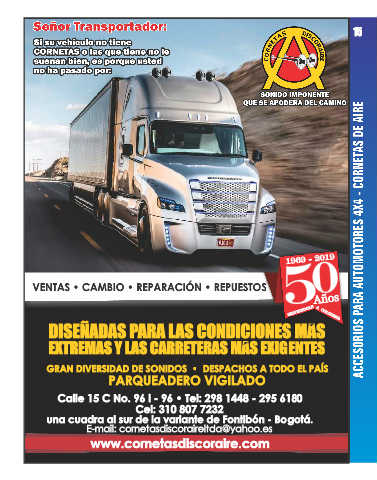 Señor Transportador:
Si su vehículo no tiene
CORNETAS o las que tiene no le
suenan bien, es porque usted
no ha pasado por:
CORNETAS DISCORAIRE
SONIDO IMPONENTE
QUE SE APODERA DEL CAMINO
15
ACCESORIOS PARA AUTOMOTORES 4X4 - CORNETAS DE AIRE
1969 - 2019
50
Años
VENTAS • CAMBIO • REPARACIÓN • REPUESTOS
DISEÑADAS PARA LAS CONDICIONES MáS
EXTREMAS Y LAS CARRETERAS MáS EXIGENTES
GRAN DIVERSIDAD DE SONIDOS • DESPACHOS A TODO EL PAÍS
PARQUEADERO VIGILADO
Calle 15 C No. 96 I - 96 • Tel: 298 1448 - 295 6180
Cel: 310 807 7232
una cuadra al sur de la variante de Fontibón - Bogotá.
E-mail: cornetasdiscoraireltda@yahoo.es
www.cornetasdiscoraire.com